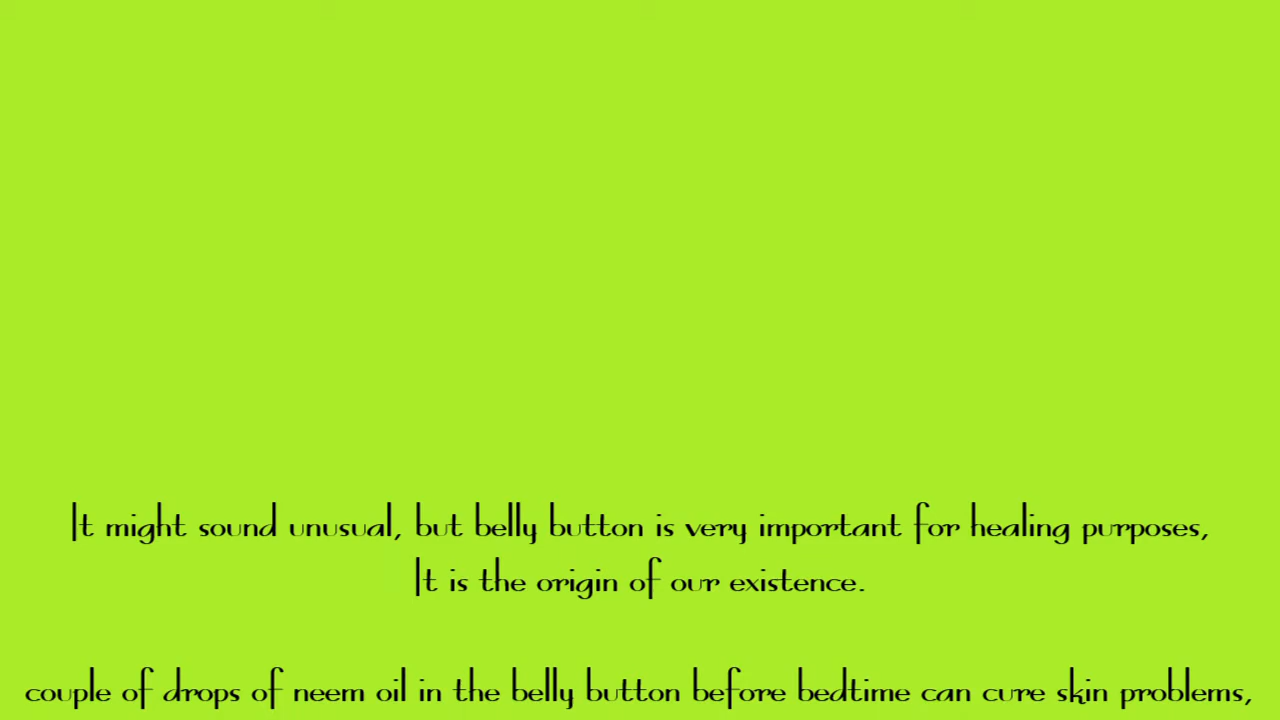 It might sound unusual, but belly button is very important for healing purposes,
It is the origin of our existence.
couple of drops of neem oil in the belly button before bedtime can cure skin problems,